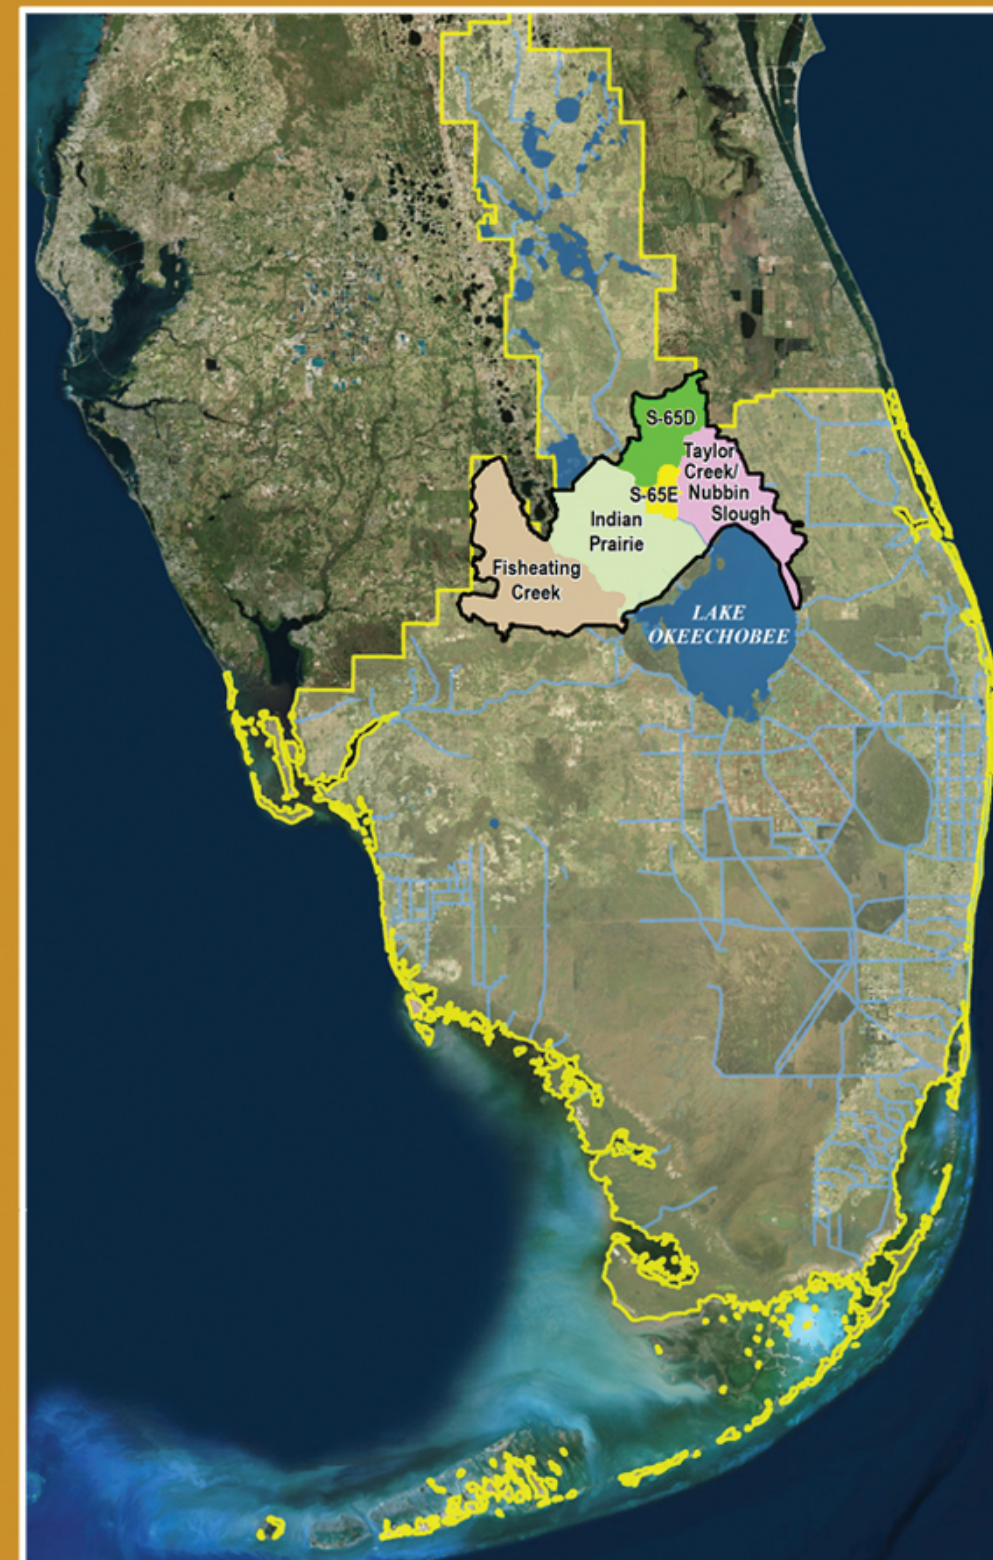 S-65D
Taylor
Creek/
Nubbin
Slough
S-65E
Indian
Prairie
Fisheating
Creek
LAKE
OKEECHOBEE